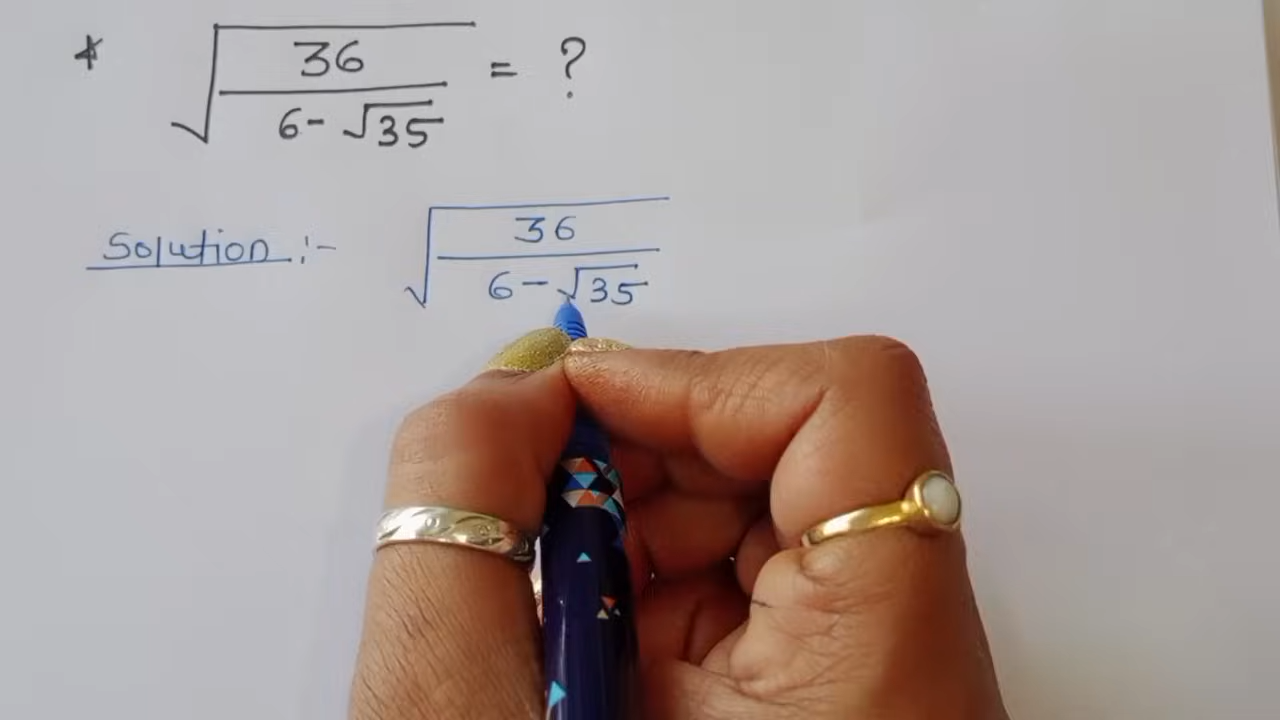 * √(36/(6-√35)) = ?
Solution :- √(36/(6-√35))